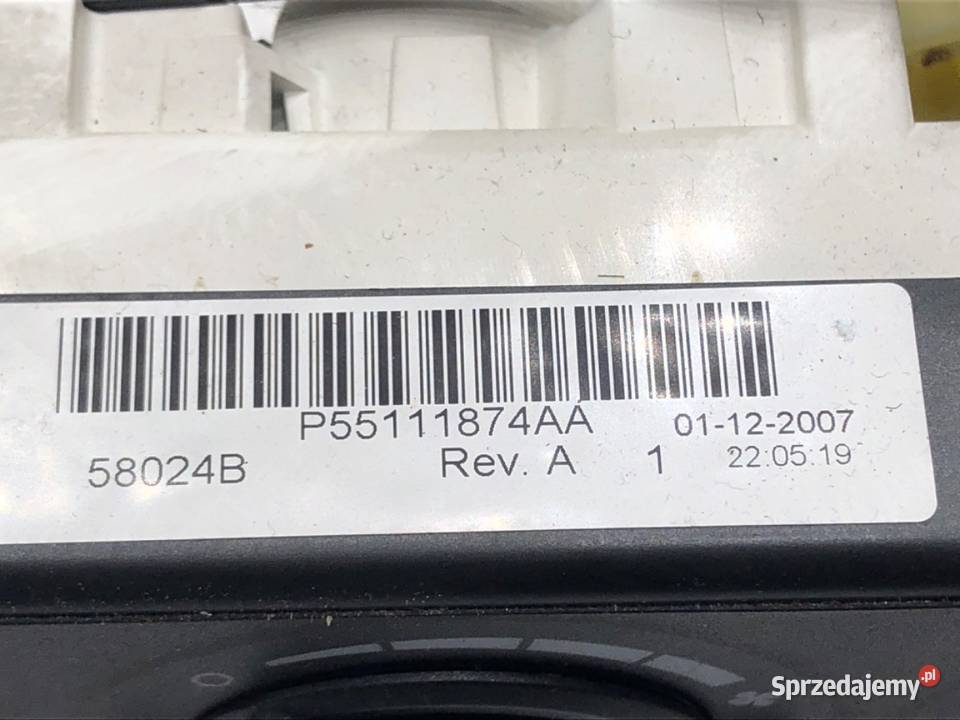 P55111874AA 01-12-2007
58024B Rev. A 1 22:05:19
Sprzedajemy.pl